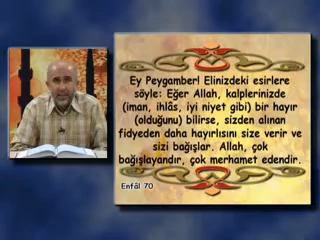 Ey Peygamber! Elinizdeki esirlere
söyle: Eğer Allah, kalplerinizde
(iman, ihlâs, iyi niyet gibi) bir hayır
(olduğunu) bilirse, sizden alınan
fidyeden daha hayırlısını size verir ve
sizi bağışlar. Allah, çok
bağışlayandır, çok merhamet edendir.
Enfâl 70